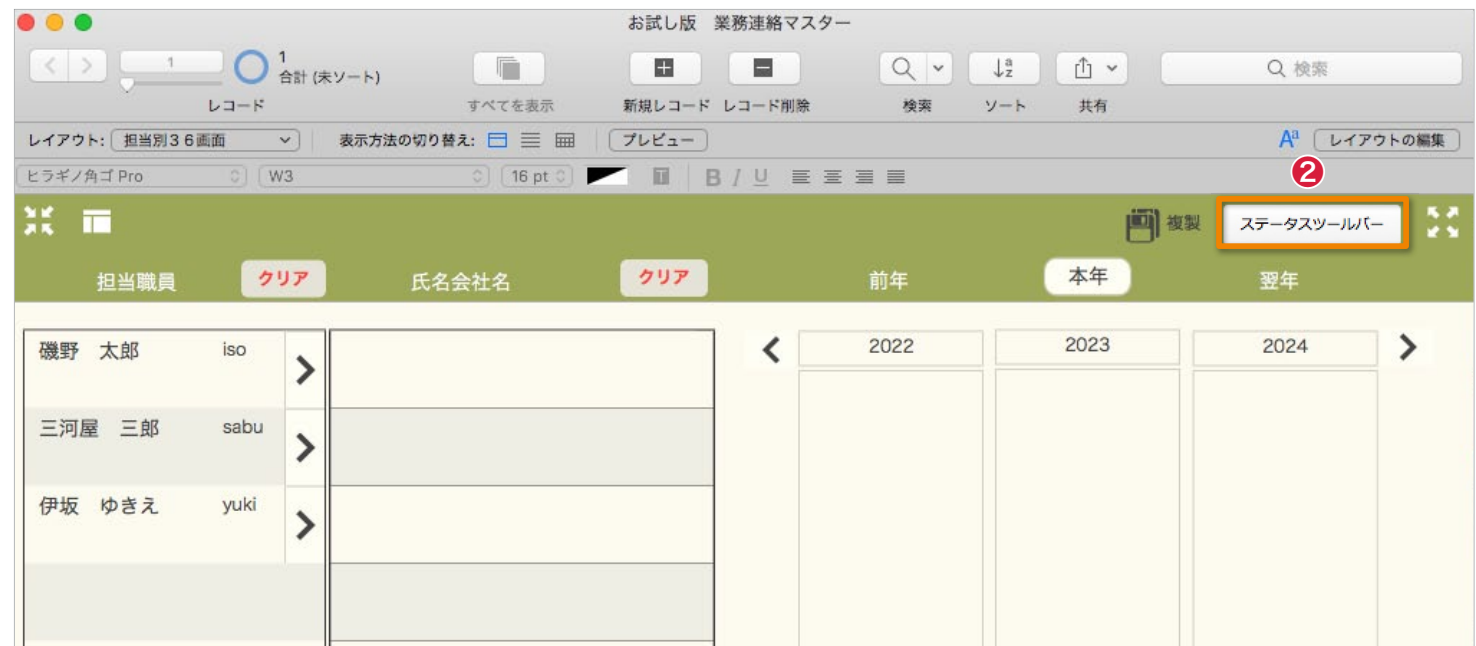 お試し版　業務連絡マスター
1
1
合計 (未ソート)
検索
レコード
すべてを表示
新規レコード
レコード削除
検索
ソート
共有
レイアウト:
担当別３６画面
表示方法の切り替え:
プレビュー
Aa
レイアウトの編集
ヒラギノ角ゴ Pro
W3
16 pt
T
B
I
U
2
複製
ステータスツールバー
担当職員
クリア
氏名会社名
クリア
前年
本年
翌年
磯野　太郎
iso
2022
2023
2024
三河屋　三郎
sabu
伊坂　ゆきえ
yuki